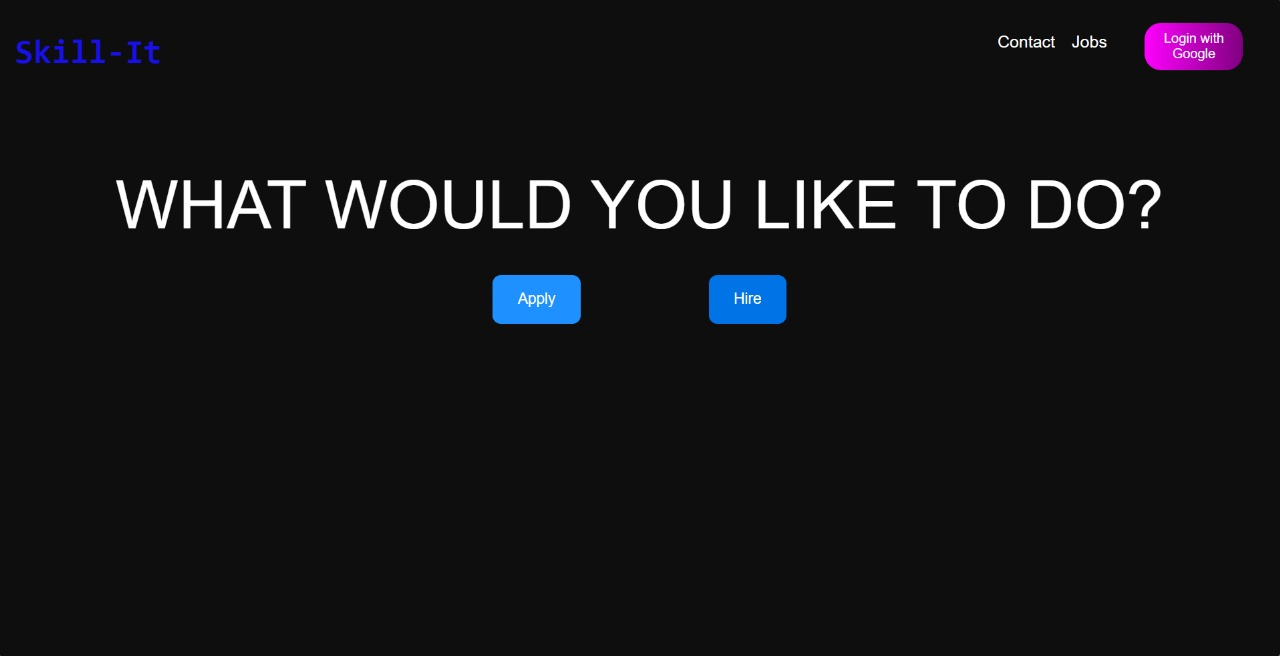 Skill-It
Contact Jobs
Login with
Google
WHAT WOULD YOU LIKE TO DO?
Apply
Hire